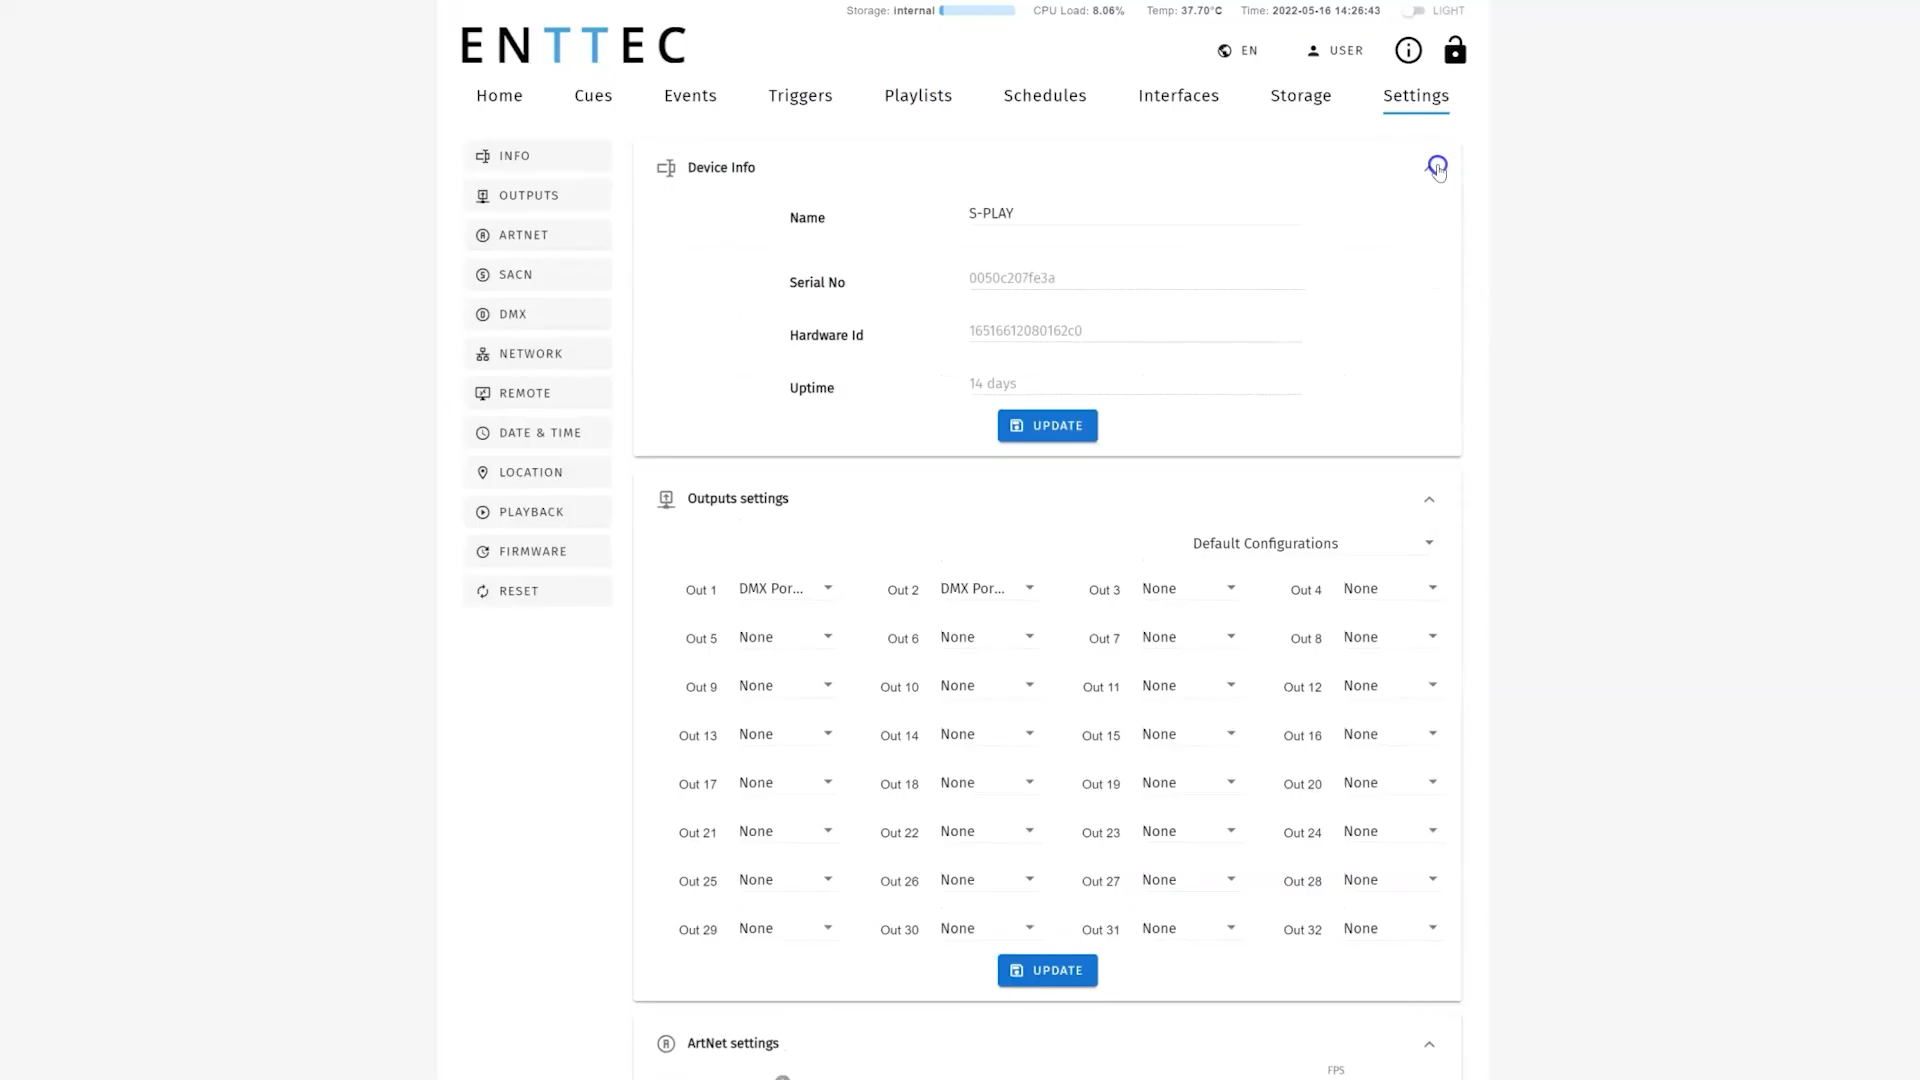 Storage: internal CPU Load: 8.06% Temp: 37.70°C Time: 2022-05-16 14:26:43 LIGHT
ENTTEC
EN USER
Home Cues Events Triggers Playlists Schedules Interfaces Storage Settings
INFO
OUTPUTS
ARTNET
SACN
DMX
NETWORK
REMOTE
DATE & TIME
LOCATION
PLAYBACK
FIRMWARE
RESET
Device Info
Name S-PLAY
Serial No 0050c207fe3a
Hardware Id 16516612080162c0
Uptime 14 days
UPDATE
Outputs settings
Default Configurations
Out 1 DMX Por... Out 2 DMX Por... Out 3 None Out 4 None
Out 5 None Out 6 None Out 7 None Out 8 None
Out 9 None Out 10 None Out 11 None Out 12 None
Out 13 None Out 14 None Out 15 None Out 16 None
Out 17 None Out 18 None Out 19 None Out 20 None
Out 21 None Out 22 None Out 23 None Out 24 None
Out 25 None Out 26 None Out 27 None Out 28 None
Out 29 None Out 30 None Out 31 None Out 32 None
UPDATE
ArtNet settings
FPS